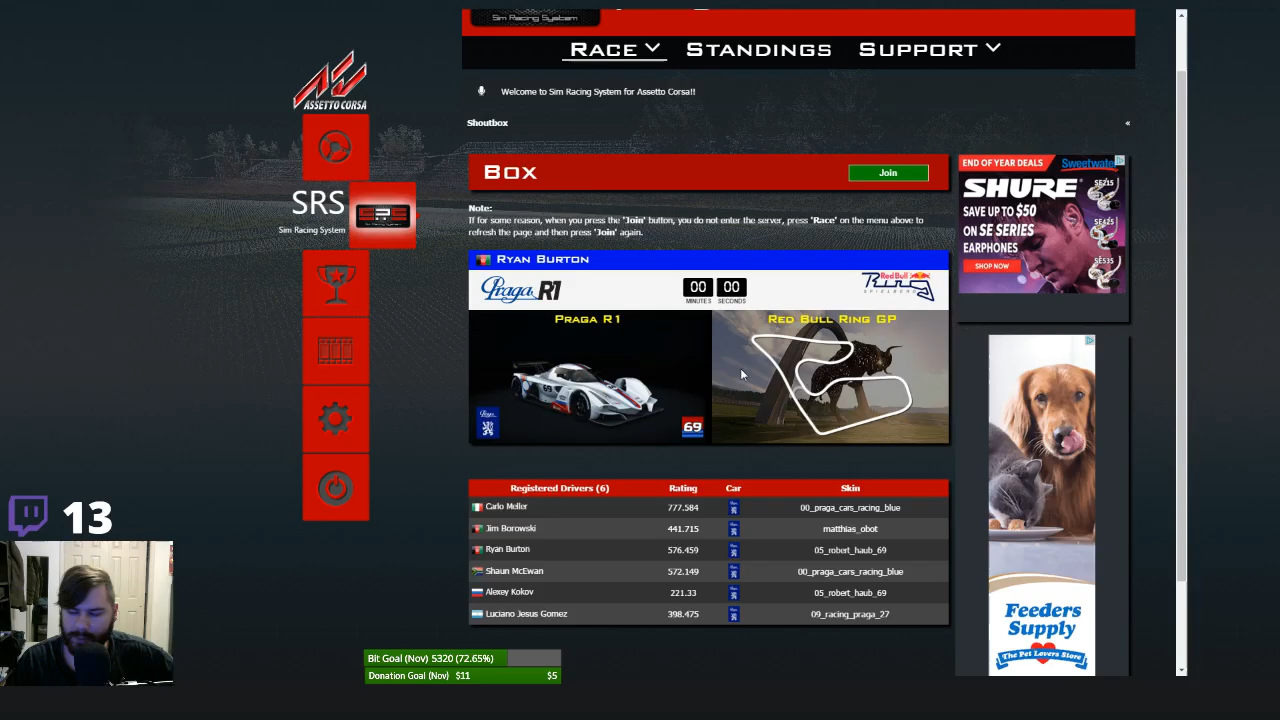 Sim Racing System
RACE
STANDINGS
SUPPORT
ASSETTO CORSA
Welcome to Sim Racing System for Assetto Corsa!!
Shoutbox
«
BOX
Join
SRS
Sim Racing System
Note:
If for some reason, when you press the 'Join' button, you do not enter the server, press 'Race' on the menu above to
refresh the page and then press 'Join' again.
RYAN BURTON
Praga R1
00 00
MINUTES SECONDS
Red Bull
Ring
SPIELBERG
PRAGA R1
RED BULL RING GP
69
Registered Drivers (6) Rating Car Skin
Carlo Meller 777.584 00_praga_cars_racing_blue
Jim Borowski 441.715 matthias_obot
Ryan Burton 576.459 05_robert_haub_69
Shaun McEwan 572.149 00_praga_cars_racing_blue
Alexey Kokov 221.33 05_robert_haub_69
Luciano Jesus Gomez 398.475 09_racing_praga_27
END OF YEAR DEALS
Sweetwater
SHURE
SE215
SAVE UP TO $50
ON SE SERIES
EARPHONES
SE425
SE535
SHOP NOW
Feeders
Supply
The Pet Lovers Store
13
Bit Goal (Nov) 5320 (72.65%)
Donation Goal (Nov) $11 $5